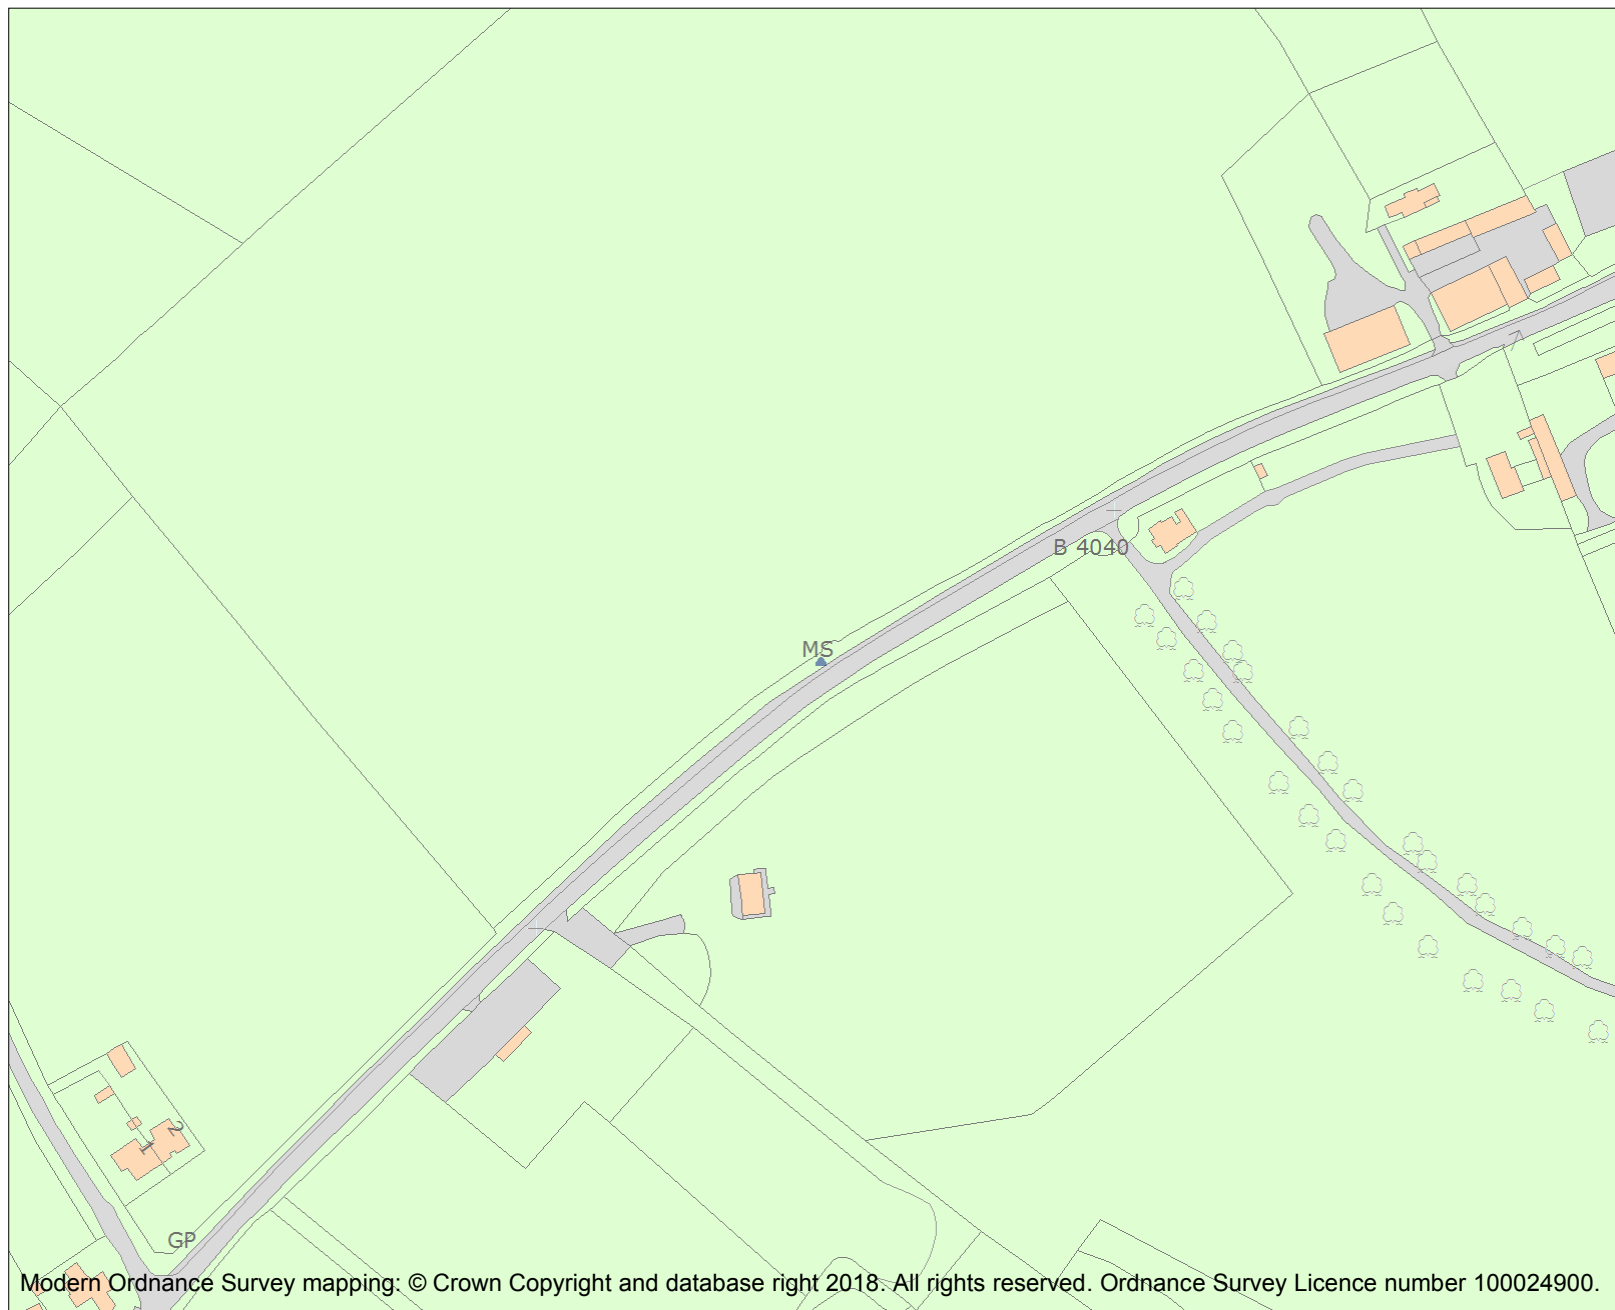 B 4040
MS
2
1
GP
Modern Ordnance Survey mapping: © Crown Copyright and database right 2018. All rights reserved. Ordnance Survey Licence number 100024900.